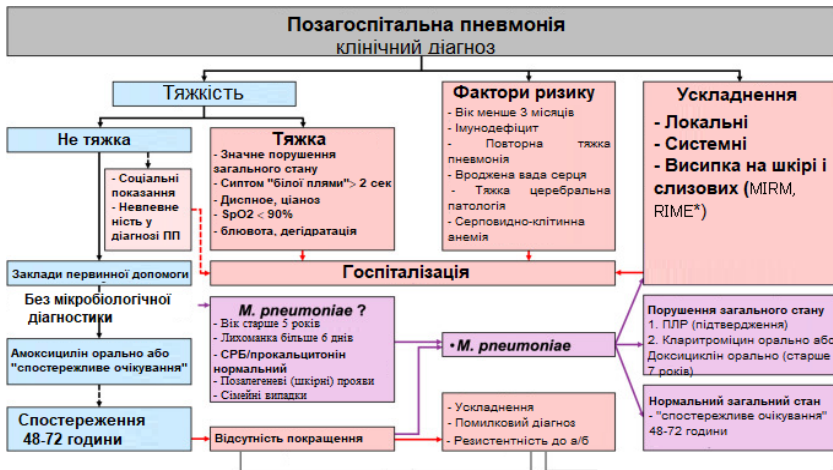 Позагоспітальна пневмонія
клінічний діагноз
Тяжкість
Фактори ризику
- Вік менше 3 місяців
- Імунодефіцит
- Повторна тяжка
пневмонія
- Вроджена вада серця
- Тяжка церебральна
патологія
- Серповидно-клітинна
анемія
Ускладнення
- Локальні
- Системні
- Висипка на шкірі і
слизових (MIRM,
RIME*)
Не тяжка
Тяжка
- Значне порушення
загального стану
- Сиптом "білої плями"> 2 сек
- Диспное, ціаноз
- SpO2 < 90%
- блювота, дегідратація
- Соціальні
показання
- Невпевне
ність у
діагнозі ПП
Заклади первинної допомоги
Госпіталізація
Без мікробіологічної
діагностики
M. pneumoniae ?
- Вік старше 5 років
- Лихоманка більше 6 днів
- СРБ/прокальцитонін
нормальний
- Позалегеневі (шкірні) прояви
- Сімейні випадки
• M. pneumoniae
Порушення загального стану
1. ПЛР (підтвердження)
2. Кларитроміцин орально або
Доксициклін орально (старше
7 років)
Амоксицилін орально або
"спостережливе очікування"
Нормальний загальний стан
- "спостережливе очікування"
48-72 години
Спостереження
48-72 години
Відсутність покращення
- Ускладнення
- Помилковий діагноз
- Резистентність до а/б